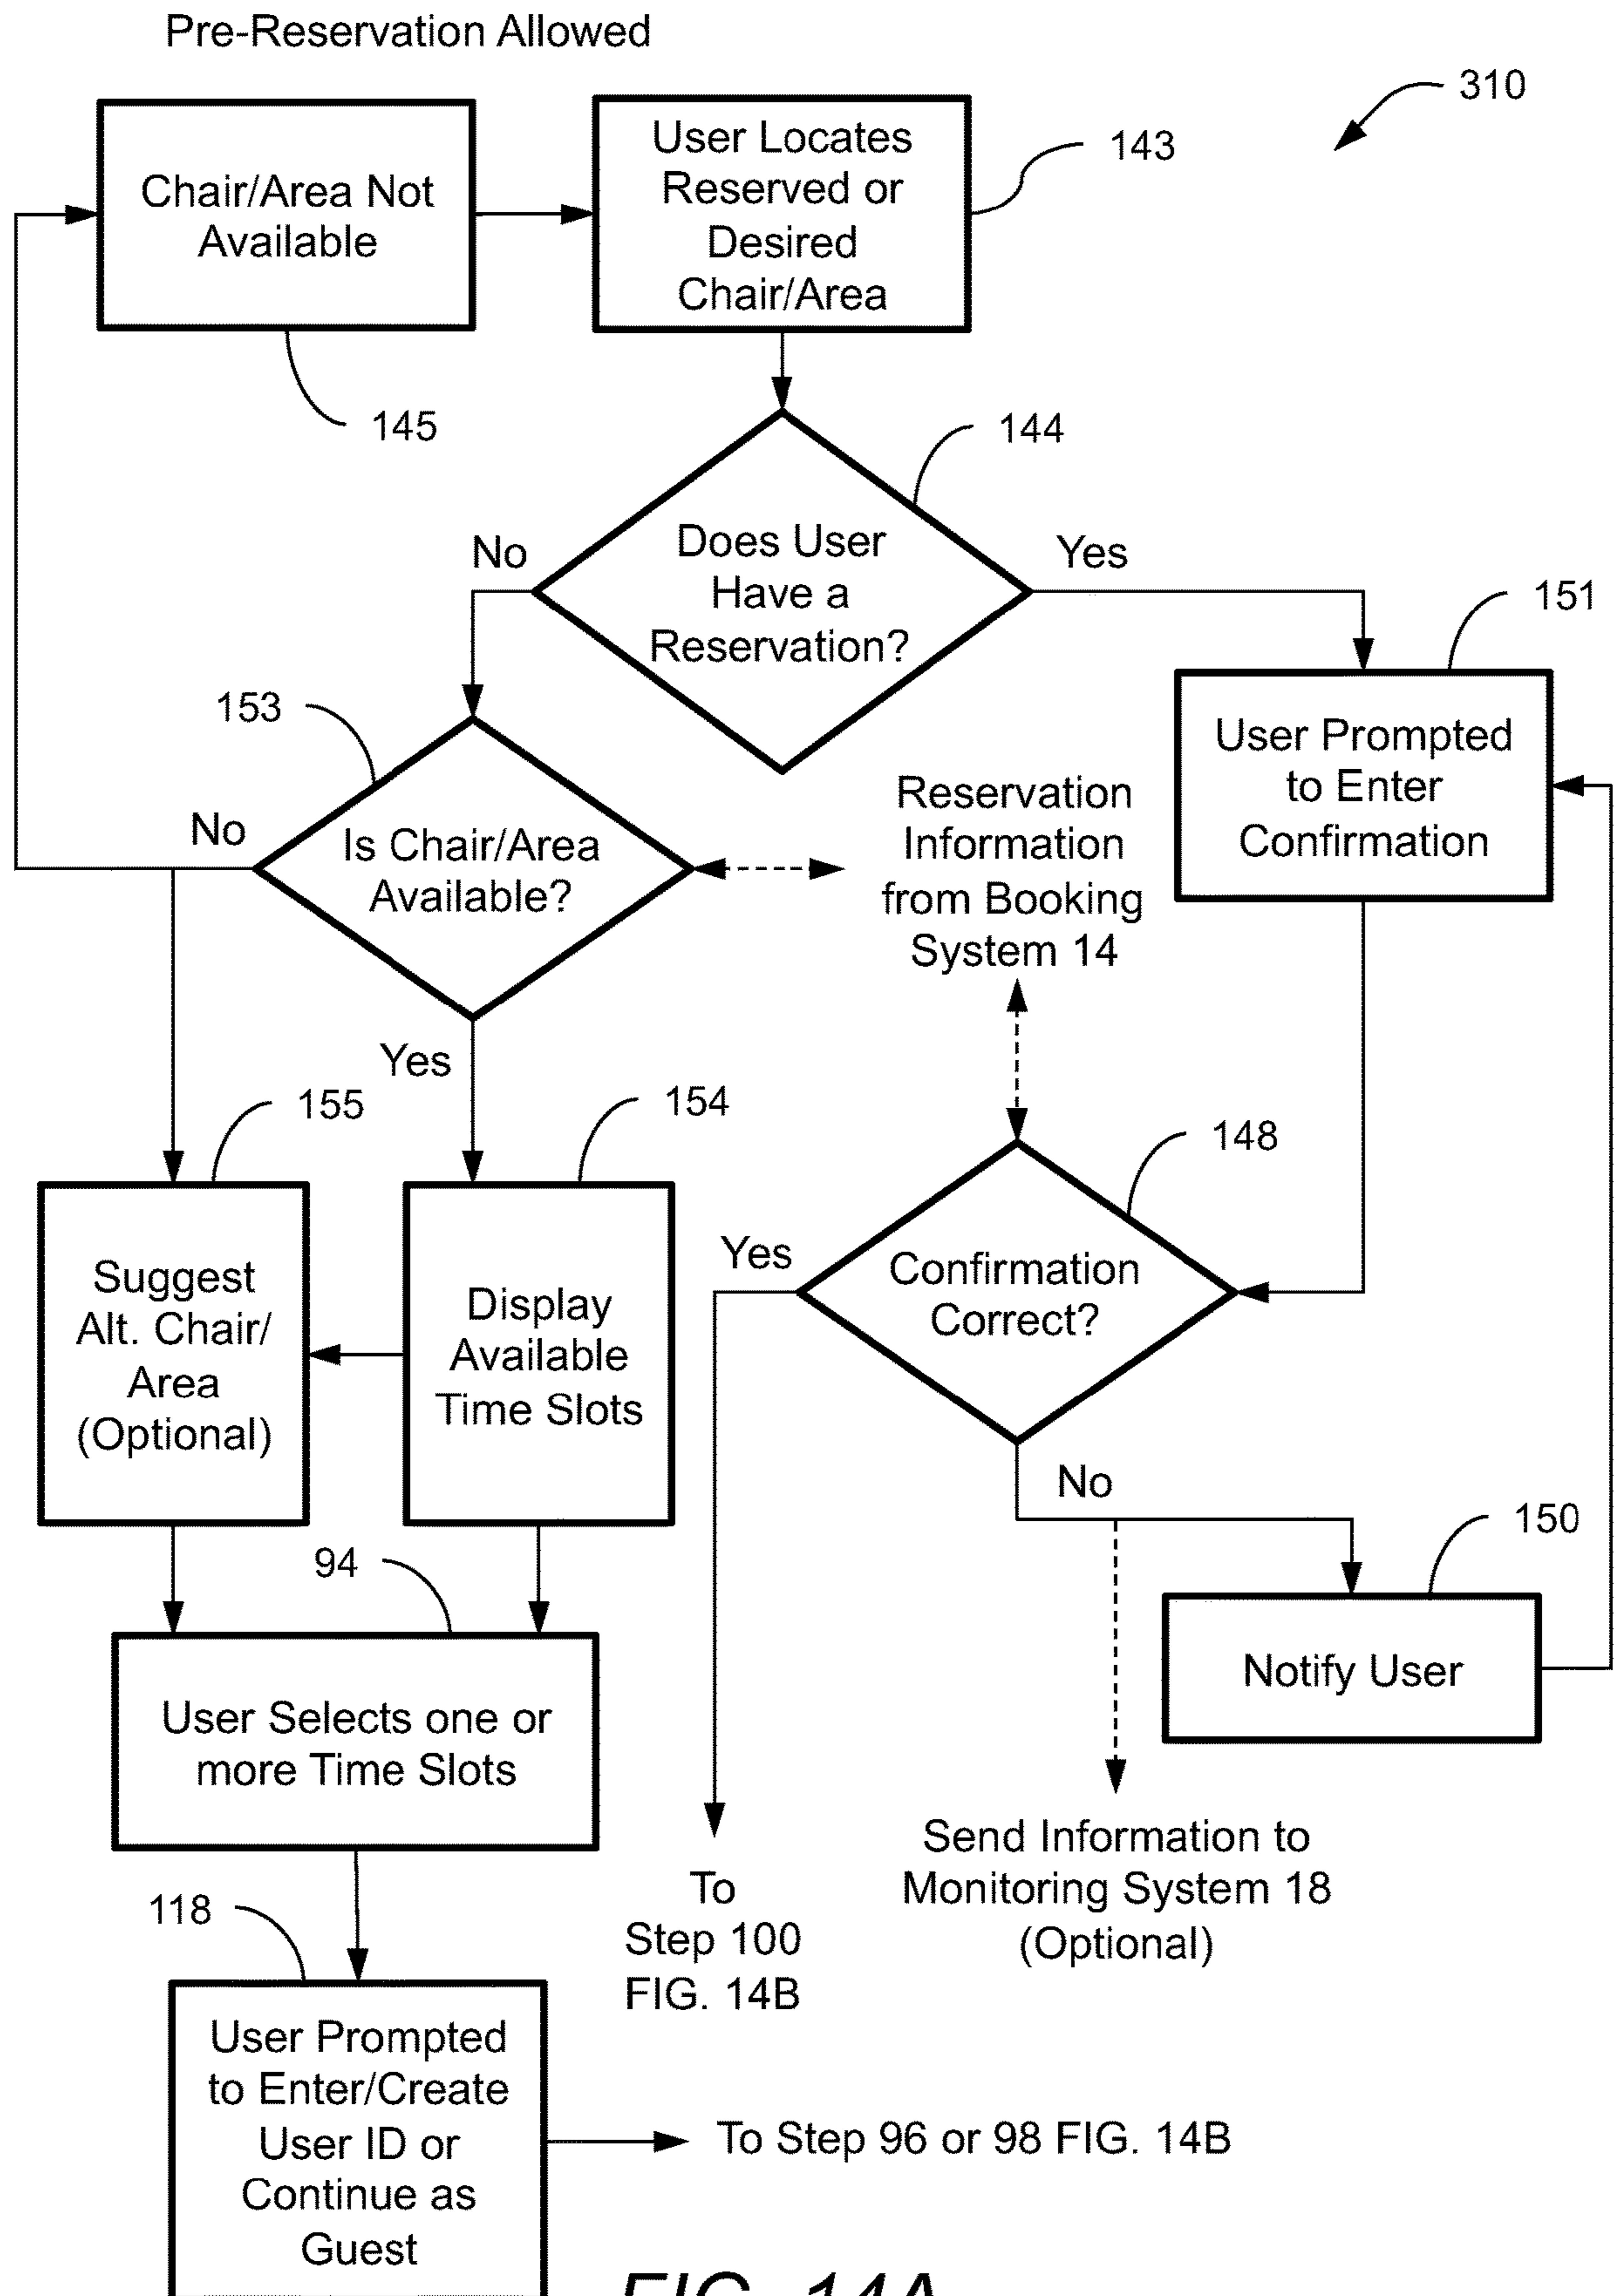 Pre-Reservation Allowed
310
Chair/Area Not
Available
145
User Locates
Reserved or
Desired
Chair/Area
143
144
Does User
Have a
Reservation?
No
Yes
151
User Prompted
to Enter
Confirmation
153
Is Chair/Area
Available?
No
Yes
Reservation
Information
from Booking
System 14
155
Suggest
Alt. Chair/
Area
(Optional)
154
Display
Available
Time Slots
148
Confirmation
Correct?
Yes
No
150
Notify User
94
User Selects one or
more Time Slots
To
Step 100
FIG. 14B
Send Information to
Monitoring System 18
(Optional)
118
User Prompted
to Enter/Create
User ID or
Continue as
Guest
To Step 96 or 98 FIG. 14B
FIG. 14A